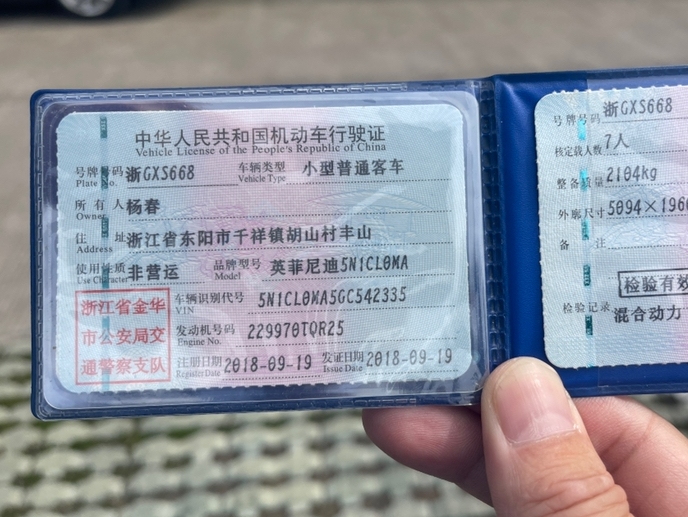 中华人民共和国机动车行驶证
Vehicle License of the People's Republic of China
号牌号码 浙GXS668 车辆类型 小型普通客车
Plate No. Vehicle Type
所有人 杨春
Owner
住址 浙江省东阳市千祥镇胡山村丰山
Address
使用性质 非营运 品牌型号 英菲尼迪5N1CL0MA
Use Character Model
浙江省金华
市公安局交
通警察支队
车辆识别代号 5N1CL0MA5GC542335
VIN
发动机号码 229970TQR25
Engine No.
注册日期 2018-09-19 发证日期 2018-09-19
Register Date Issue Date
号牌号码 浙GXS668
核定载人数 7人
整备质量 2104kg
外廓尺寸 5094×196
备注
检验有效
检验记录 混合动力